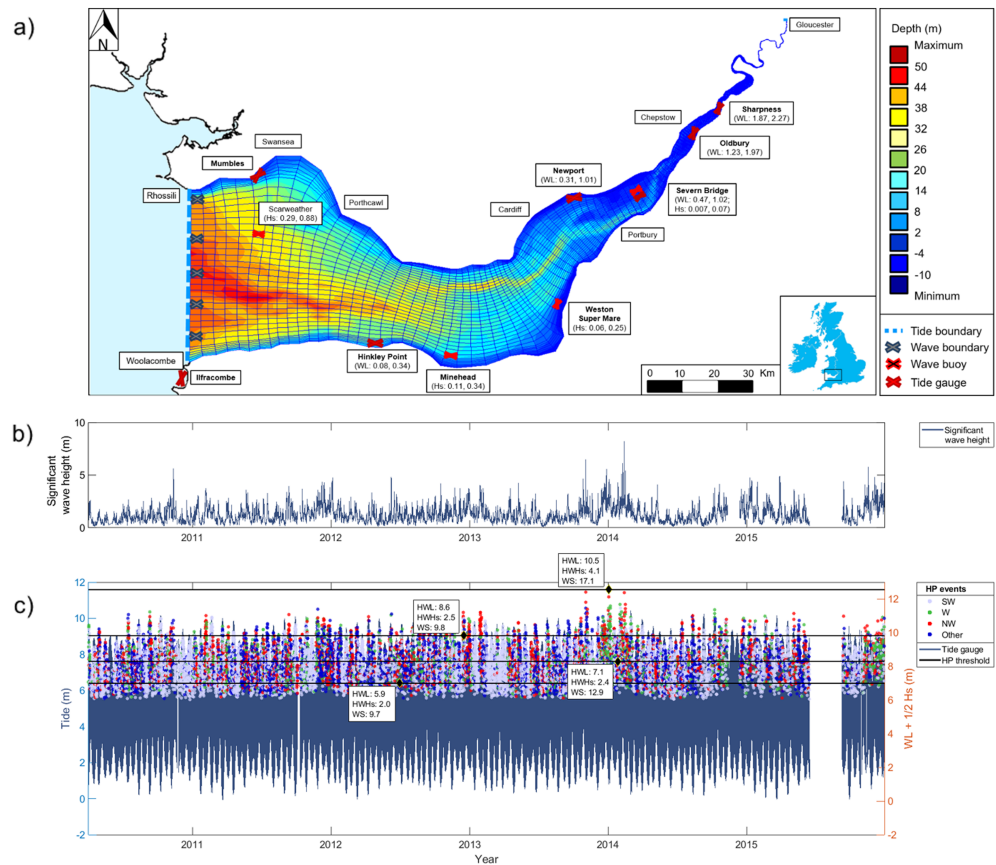 a)
N
Gloucester
Swansea
Mumbles
Rhossili
Scarweather
(Hs: 0.29, 0.88)
Porthcawl
Chepstow
Sharpness
(WL: 1.87, 2.27)
Oldbury
(WL: 1.23, 1.97)
Newport
(WL: 0.31, 1.01)
Severn Bridge
(WL: 0.47, 1.02;
Hs: 0.007, 0.07)
Cardiff
Portbury
Weston
Super Mare
(Hs: 0.06, 0.25)
Woolacombe
Ilfracombe
Hinkley Point
(WL: 0.08, 0.34)
Minehead
(Hs: 0.11, 0.34)
0 10 20 30 Km
Depth (m)
Maximum
50
44
38
32
26
20
14
8
2
-4
-10
Minimum
Tide boundary
Wave boundary
Wave buoy
Tide gauge
b)
Significant
wave height (m)
10
5
0
2011 2012 2013 2014 2015
Significant
wave height
c)
Tide (m)
12
10
8
6
4
2
0
-2
HWL: 10.5
HWHs: 4.1
WS: 17.1
HWL: 8.6
HWHs: 2.5
WS: 9.8
HWL: 7.1
HWHs: 2.4
WS: 12.9
HWL: 5.9
HWHs: 2.0
WS: 9.7
12
10
8
6
4
2
0
-2
WL + 1/2 Hs (m)
2011 2012 2013 2014 2015
Year
HP events
SW
W
NW
Other
Tide gauge
HP threshold